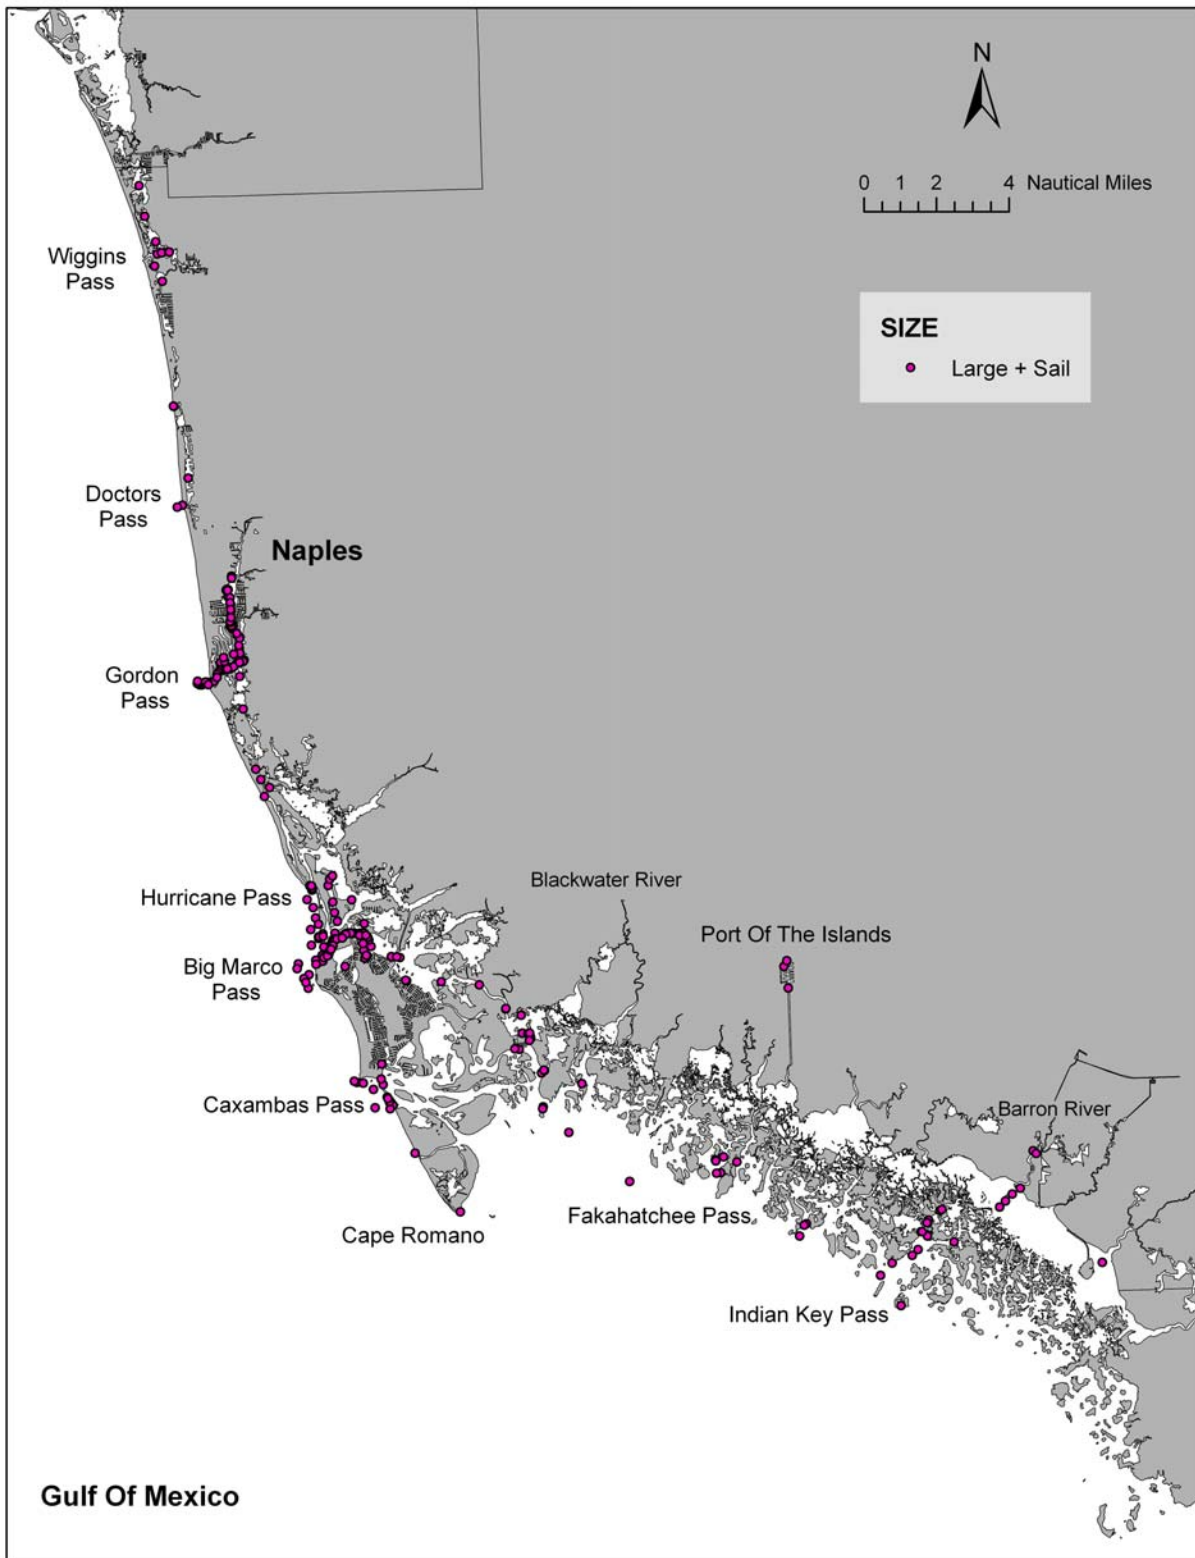 N
0 1 2 4 Nautical Miles
Wiggins
Pass
SIZE
Large + Sail
Doctors
Pass
Naples
Gordon
Pass
Hurricane Pass
Blackwater River
Port Of The Islands
Big Marco
Pass
Caxambas Pass
Barron River
Fakahatchee Pass
Cape Romano
Indian Key Pass
Gulf Of Mexico